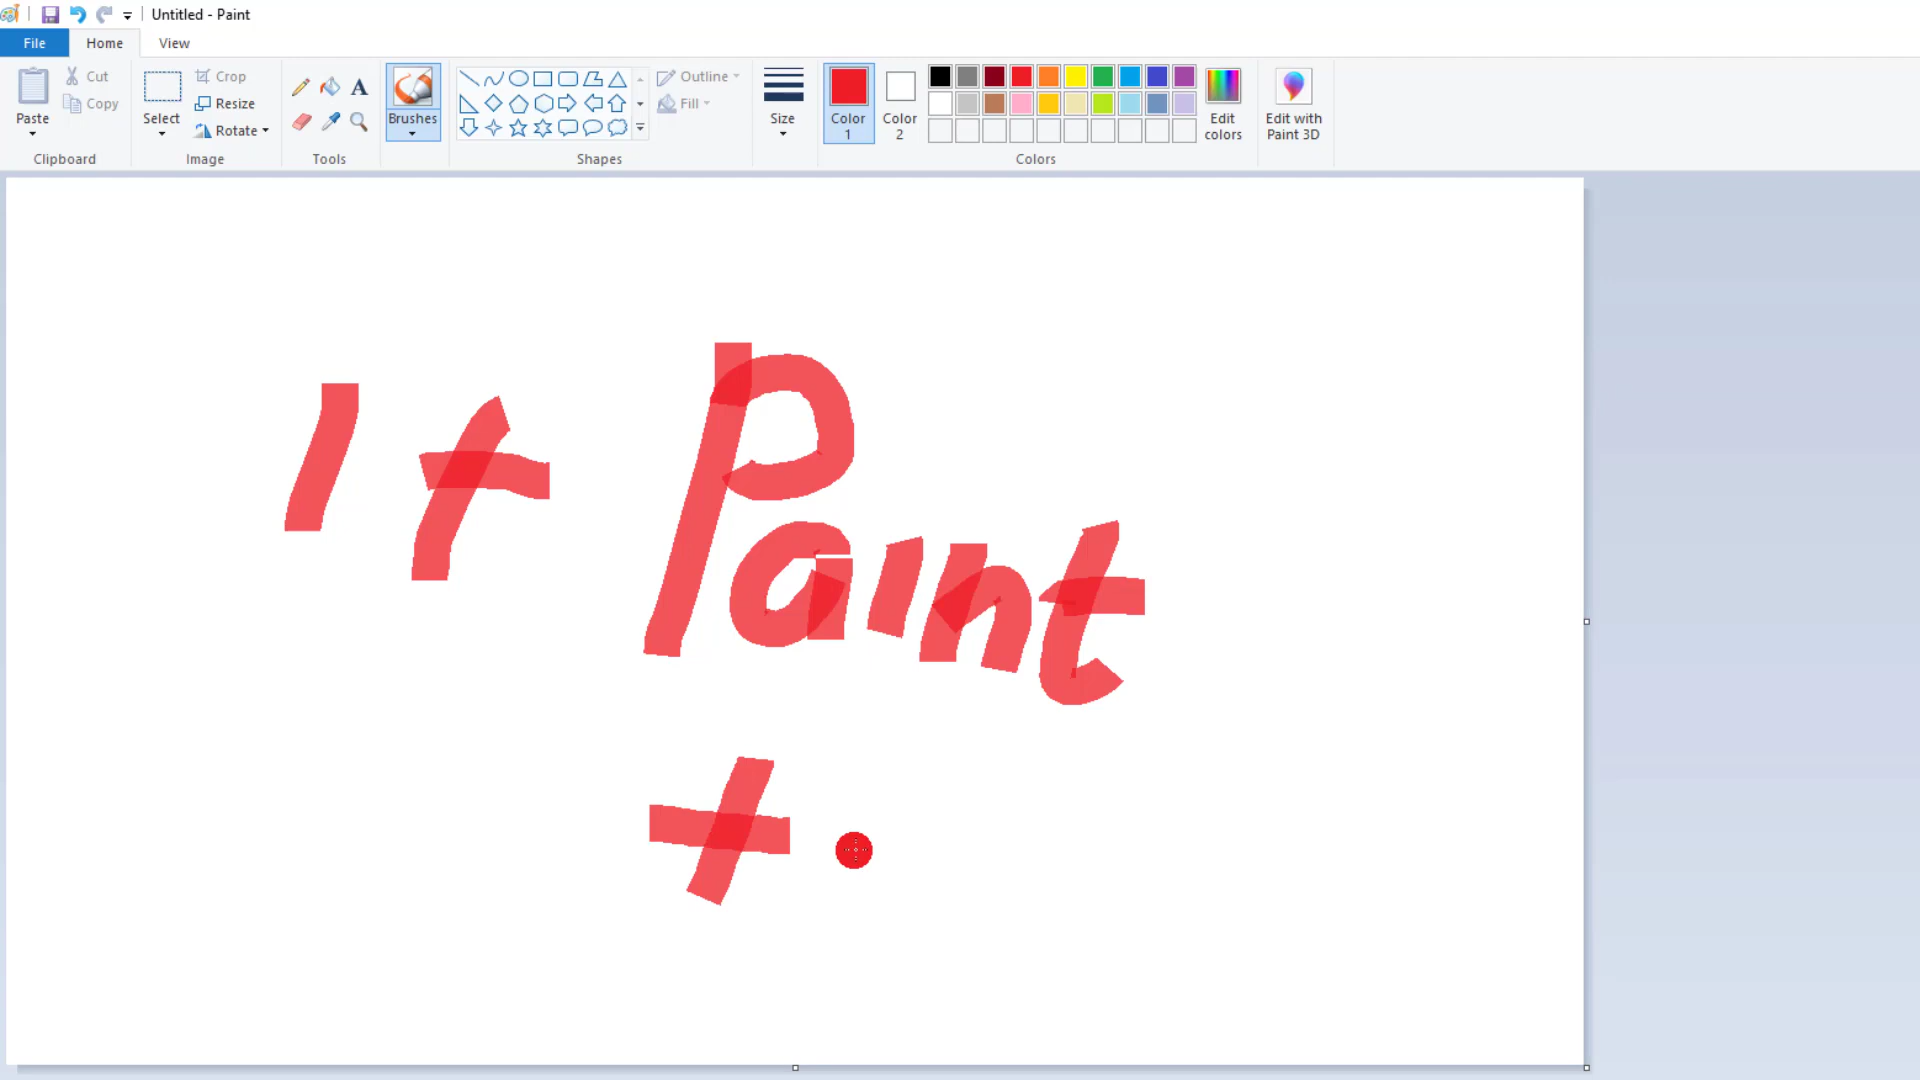 Untitled - Paint
File Home View
Paste Cut Copy Select Crop Resize Rotate A Brushes Outline Fill Size Color 1 Color 2 Edit colors Edit with Paint 3D
Clipboard Image Tools Shapes Colors
1 + Paint
+